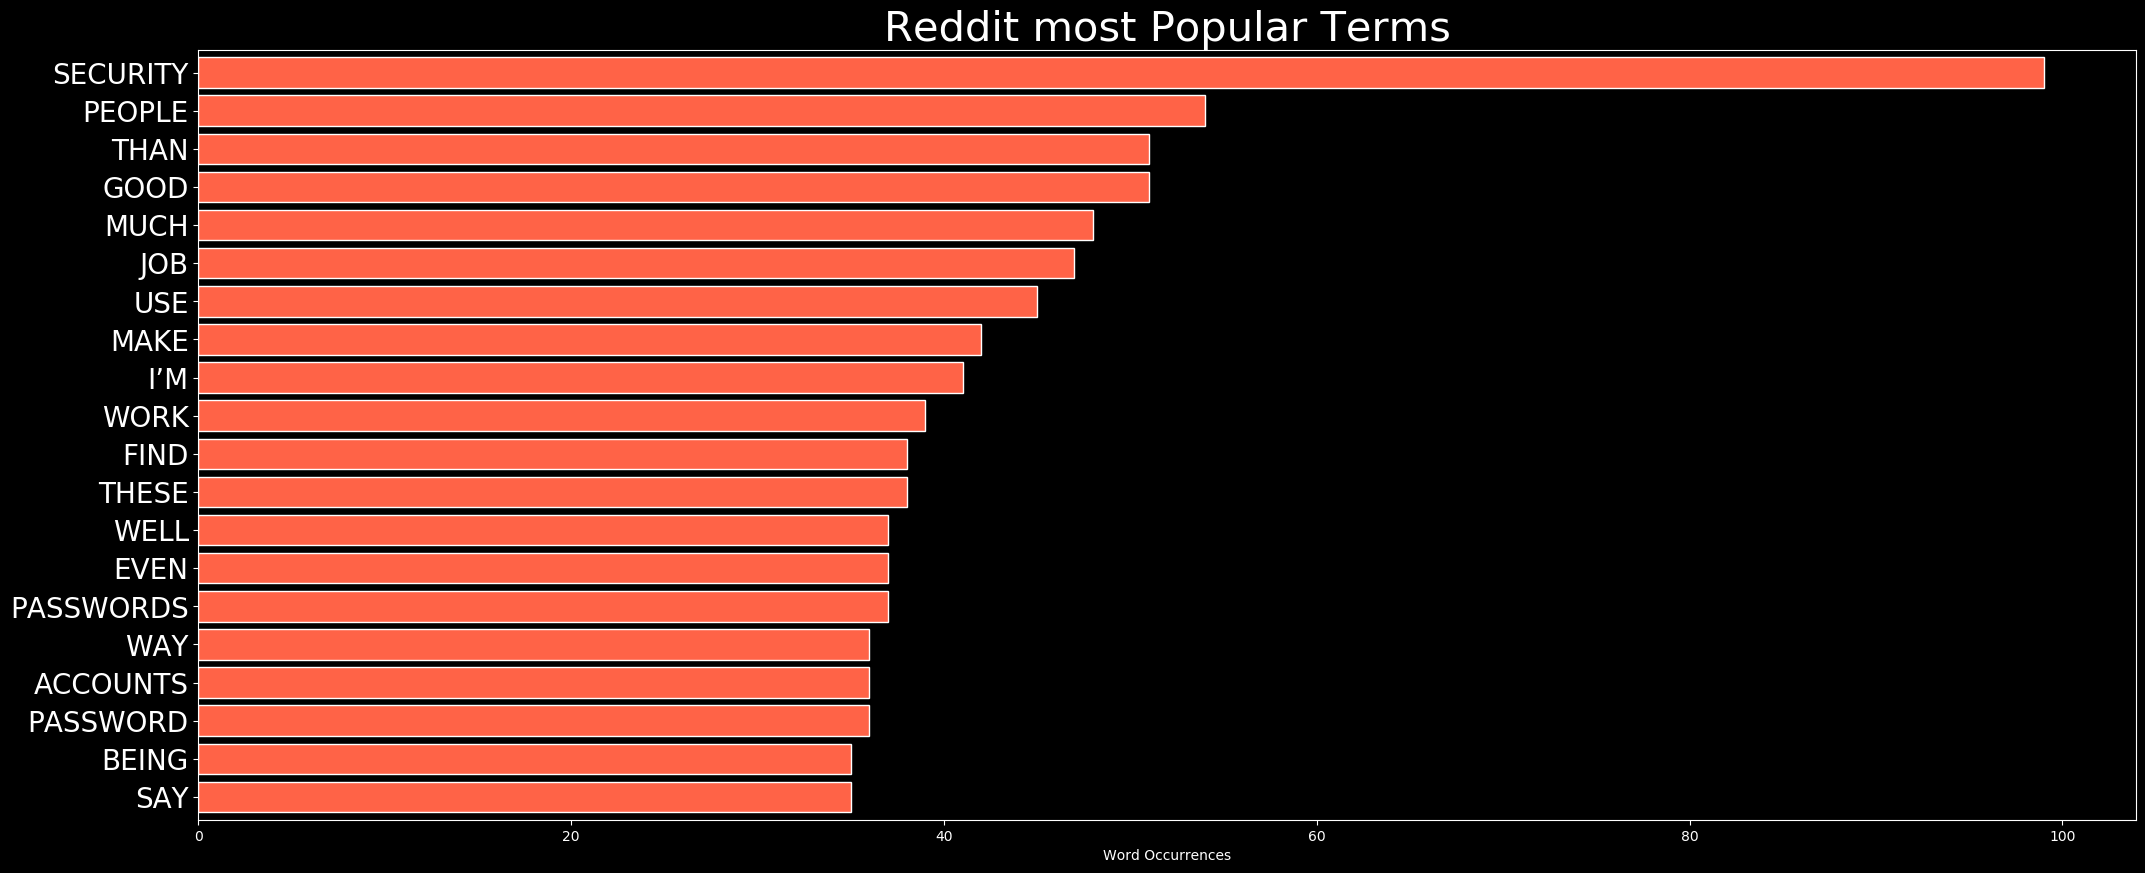 Reddit most Popular Terms
SECURITY
PEOPLE
THAN
GOOD
MUCH
JOB
USE
MAKE
I’M
WORK
FIND
THESE
WELL
EVEN
PASSWORDS
WAY
ACCOUNTS
PASSWORD
BEING
SAY
0 20 40 60 80 100
Word Occurrences